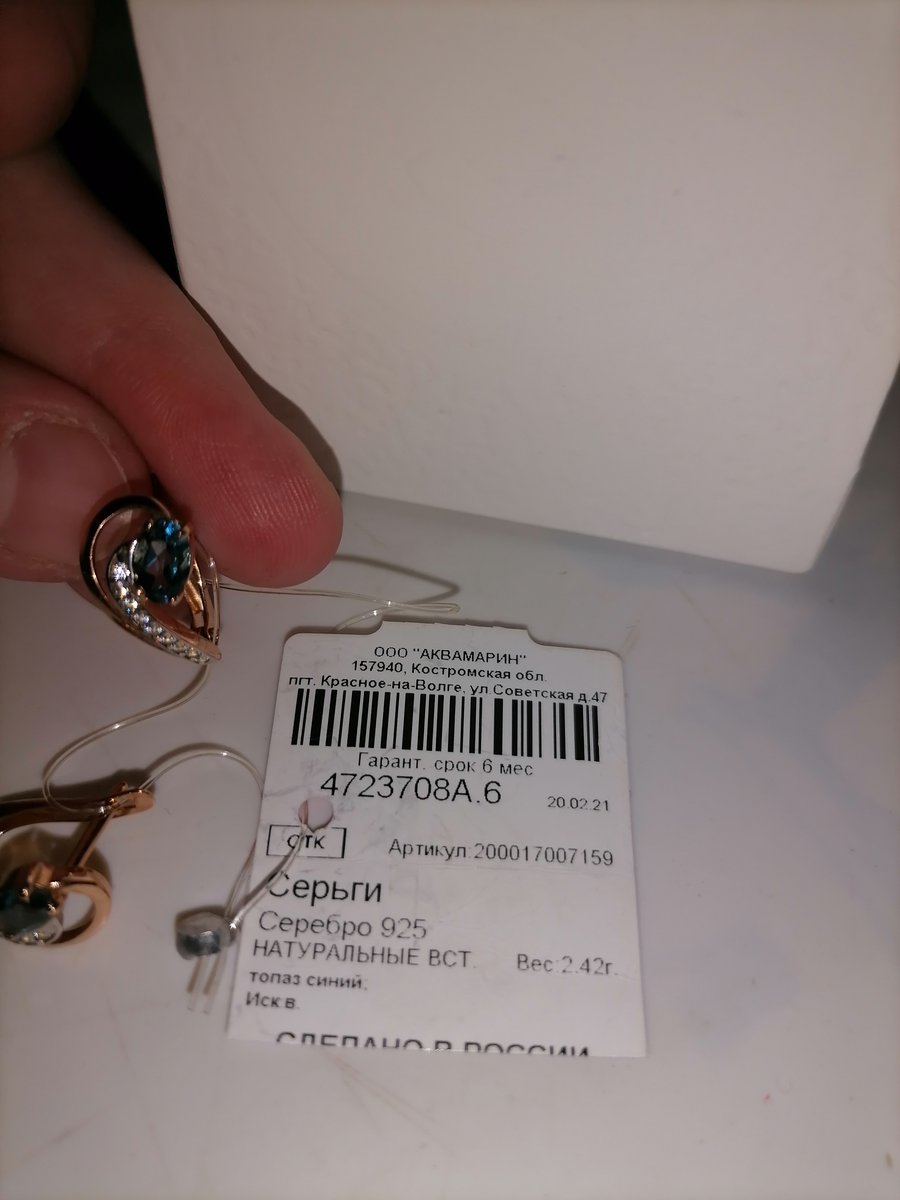 ООО "АКВАМАРИН"
157940, Костромская обл.
пгт. Красное-на-Волге, ул.Советская д.47
Гарант. срок 6 мес
4723708А.6 20.02.21
ОТК Артикул:200017007159
Серьги
Серебро 925
НАТУРАЛЬНЫЕ ВСТ. Вес:2.42г.
топаз синий;
Иск в.
СДЕЛАНО В РОССИИ